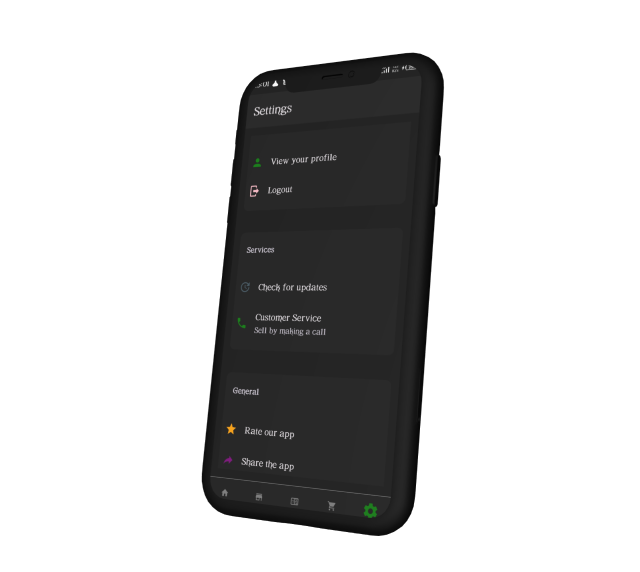 Settings
View your profile
Logout
Services
Check for updates
Customer Service
Sell by making a call
General
Rate our app
Share the app